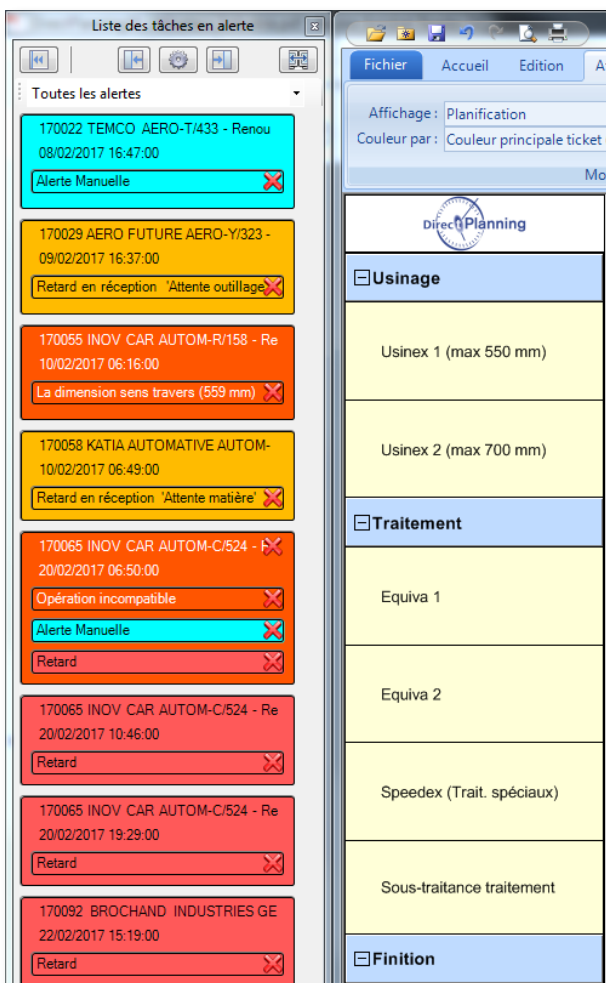 Liste des tâches en alerte
Toutes les alertes
170022 TEMCO AERO-T/433 - Renou
08/02/2017 16:47:00
Alerte Manuelle
170029 AERO FUTURE AERO-Y/323 -
09/02/2017 16:37:00
Retard en réception 'Attente outillage
170055 INOV CAR AUTOM-R/158 - Re
10/02/2017 06:16:00
La dimension sens travers (559 mm)
170058 KATIA AUTOMATIVE AUTOM-
10/02/2017 06:49:00
Retard en réception 'Attente matière'
170065 INOV CAR AUTOM-C/524 -
20/02/2017 06:50:00
Opération incompatible
Alerte Manuelle
Retard
170065 INOV CAR AUTOM-C/524 - Re
20/02/2017 10:46:00
Retard
170065 INOV CAR AUTOM-C/524 - Re
20/02/2017 19:29:00
Retard
170092 BROCHAND INDUSTRIES GE
22/02/2017 15:19:00
Retard
Fichier Accueil Edition
Affichage : Planification
Couleur par : Couleur principale ticket
Mo
DirectPlanning
Usinage
Usinex 1 (max 550 mm)
Usinex 2 (max 700 mm)
Traitement
Equiva 1
Equiva 2
Speedex (Trait. spéciaux)
Sous-traitance traitement
Finition